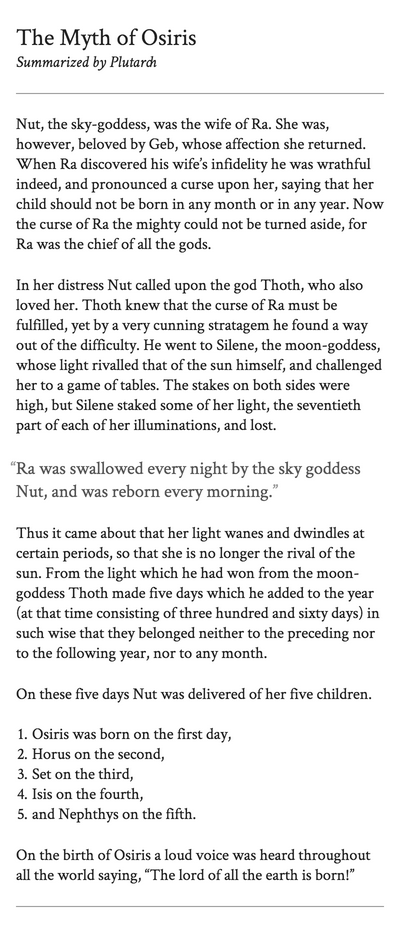 The Myth of Osiris
Summarized by Plutarch
Nut, the sky-goddess, was the wife of Ra. She was,
however, beloved by Geb, whose affection she returned.
When Ra discovered his wife’s infidelity he was wrathful
indeed, and pronounced a curse upon her, saying that her
child should not be born in any month or in any year. Now
the curse of Ra the mighty could not be turned aside, for
Ra was the chief of all the gods.
In her distress Nut called upon the god Thoth, who also
loved her. Thoth knew that the curse of Ra must be
fulfilled, yet by a very cunning stratagem he found a way
out of the difficulty. He went to Silene, the moon-goddess,
whose light rivalled that of the sun himself, and challenged
her to a game of tables. The stakes on both sides were
high, but Silene staked some of her light, the seventieth
part of each of her illuminations, and lost.
“Ra was swallowed every night by the sky goddess
Nut, and was reborn every morning.”
Thus it came about that her light wanes and dwindles at
certain periods, so that she is no longer the rival of the
sun. From the light which he had won from the moon-
goddess Thoth made five days which he added to the year
(at that time consisting of three hundred and sixty days) in
such wise that they belonged neither to the preceding nor
to the following year, nor to any month.
On these five days Nut was delivered of her five children.
1. Osiris was born on the first day,
2. Horus on the second,
3. Set on the third,
4. Isis on the fourth,
5. and Nephthys on the fifth.
On the birth of Osiris a loud voice was heard throughout
all the world saying, “The lord of all the earth is born!”